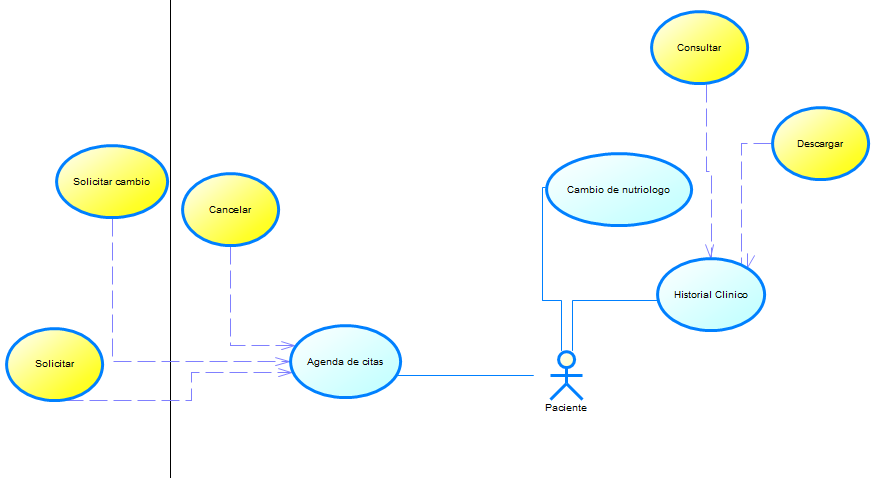 Consultar
Descargar
Solicitar cambio
Cambio de nutriologo
Cancelar
Historial Clinico
Solicitar
Agenda de citas
Paciente